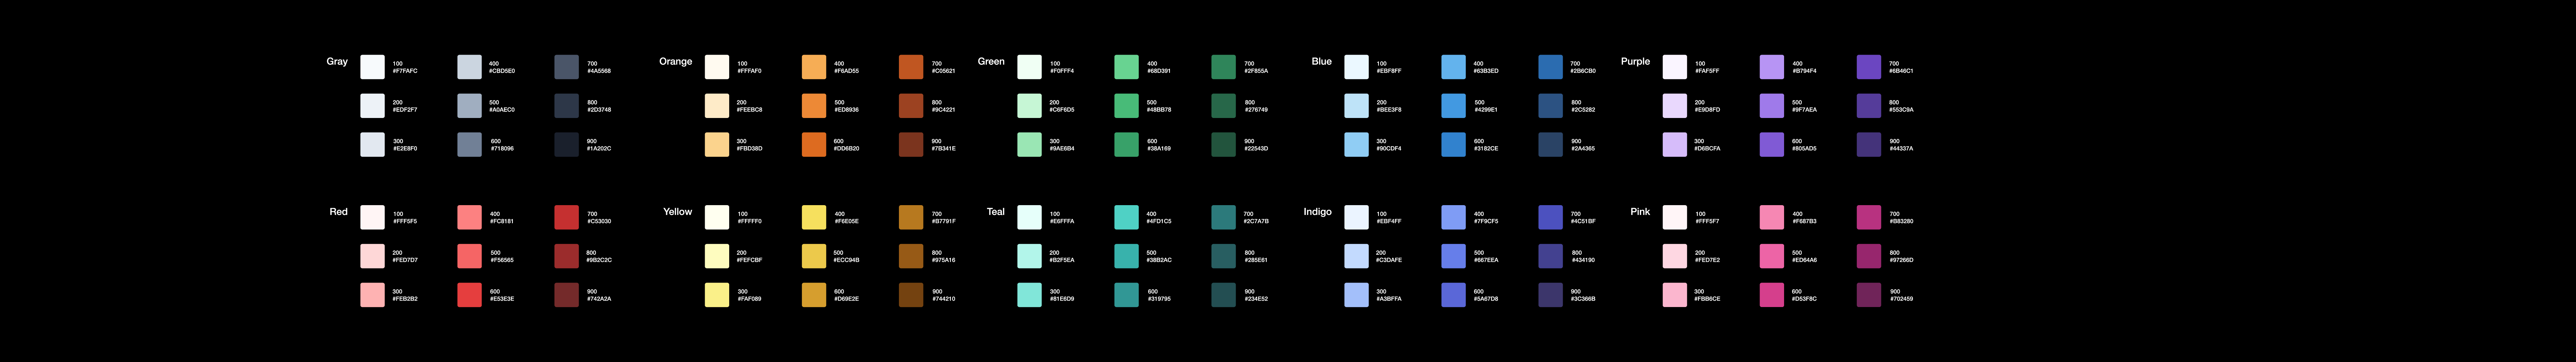 Gray
100
#F7FAFC
400
#CBD5E0
700
#4A5568
200
#EDF2F7
500
#A0AEC0
800
#2D3748
300
#E2E8F0
600
#718096
900
#1A202C
Orange
100
#FFFAF0
400
#F6AD55
700
#C05621
200
#FEEBC8
500
#ED8936
800
#9C4221
300
#FBD38D
600
#DD6B20
900
#7B341E
Green
100
#F0FFF4
400
#68D391
700
#2F855A
200
#C6F6D5
500
#48BB78
800
#276749
300
#9AE6B4
600
#38A169
900
#22543D
Blue
100
#EBF8FF
400
#63B3ED
700
#2B6CB0
200
#BEE3F8
500
#4299E1
800
#2C5282
300
#90CDF4
600
#3182CE
900
#2A4365
Purple
100
#FAF5FF
400
#B794F4
700
#6B46C1
200
#E9D8FD
500
#9F7AEA
800
#553C9A
300
#D6BCFA
600
#805AD5
900
#44337A
Red
100
#FFF5F5
400
#FC8181
700
#C53030
200
#FED7D7
500
#F56565
800
#9B2C2C
300
#FEB2B2
600
#E53E3E
900
#742A2A
Yellow
100
#FFFFF0
400
#F6E05E
700
#B7791F
200
#FEFCBF
500
#ECC94B
800
#975A16
300
#FAF089
600
#D69E2E
900
#744210
Teal
100
#E6FFFA
400
#4FD1C5
700
#2C7A7B
200
#B2F5EA
500
#38B2AC
800
#285E61
300
#81E6D9
600
#319795
900
#234E52
Indigo
100
#EBF4FF
400
#7F9CF5
700
#4C51BF
200
#C3DAFE
500
#667EEA
800
#434190
300
#A3BFFA
600
#5A67D8
900
#3C366B
Pink
100
#FFF5F7
400
#F687B3
700
#B83280
200
#FED7E2
500
#ED64A6
800
#97266D
300
#FBB6CE
600
#D53F8C
900
#702459